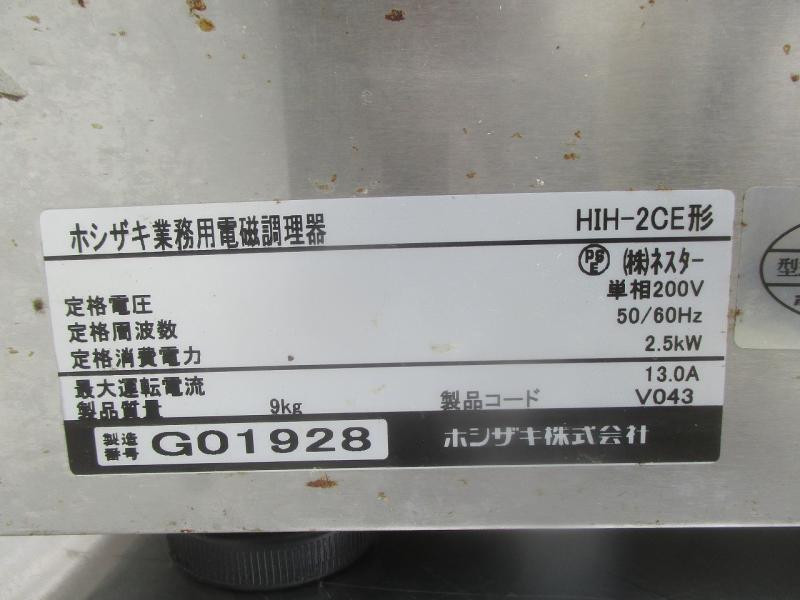 ホシザキ業務用電磁調理器 HIH-2CE形
PS E (株)ネスター
定格電圧 単相200V
定格周波数 50/60Hz
定格消費電力 2.5kW
最大運転電流 13.0A
製品質量 9kg 製品コード V043
製造番号 G01928 ホシザキ株式会社
型